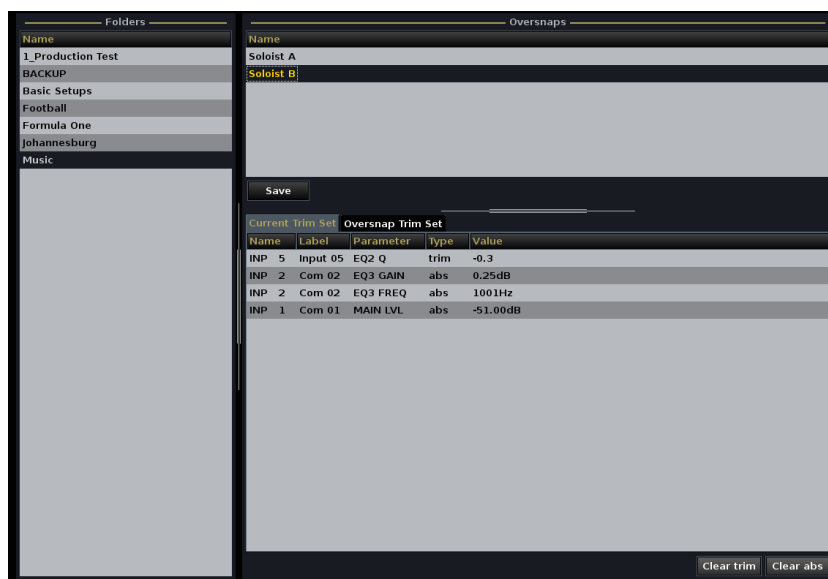 Folders
Name
1_Production Test
BACKUP
Basic Setups
Football
Formula One
Johannesburg
Music
Oversnaps
Name
Soloist A
Soloist B
Save
Current Trim Set Oversnap Trim Set
Name Label Parameter Type Value
INP 5 Input 05 EQ2 Q trim -0.3
INP 2 Com 02 EQ3 GAIN abs 0.25dB
INP 2 Com 02 EQ3 FREQ abs 1001Hz
INP 1 Com 01 MAIN LVL abs -51.00dB
Clear trim Clear abs